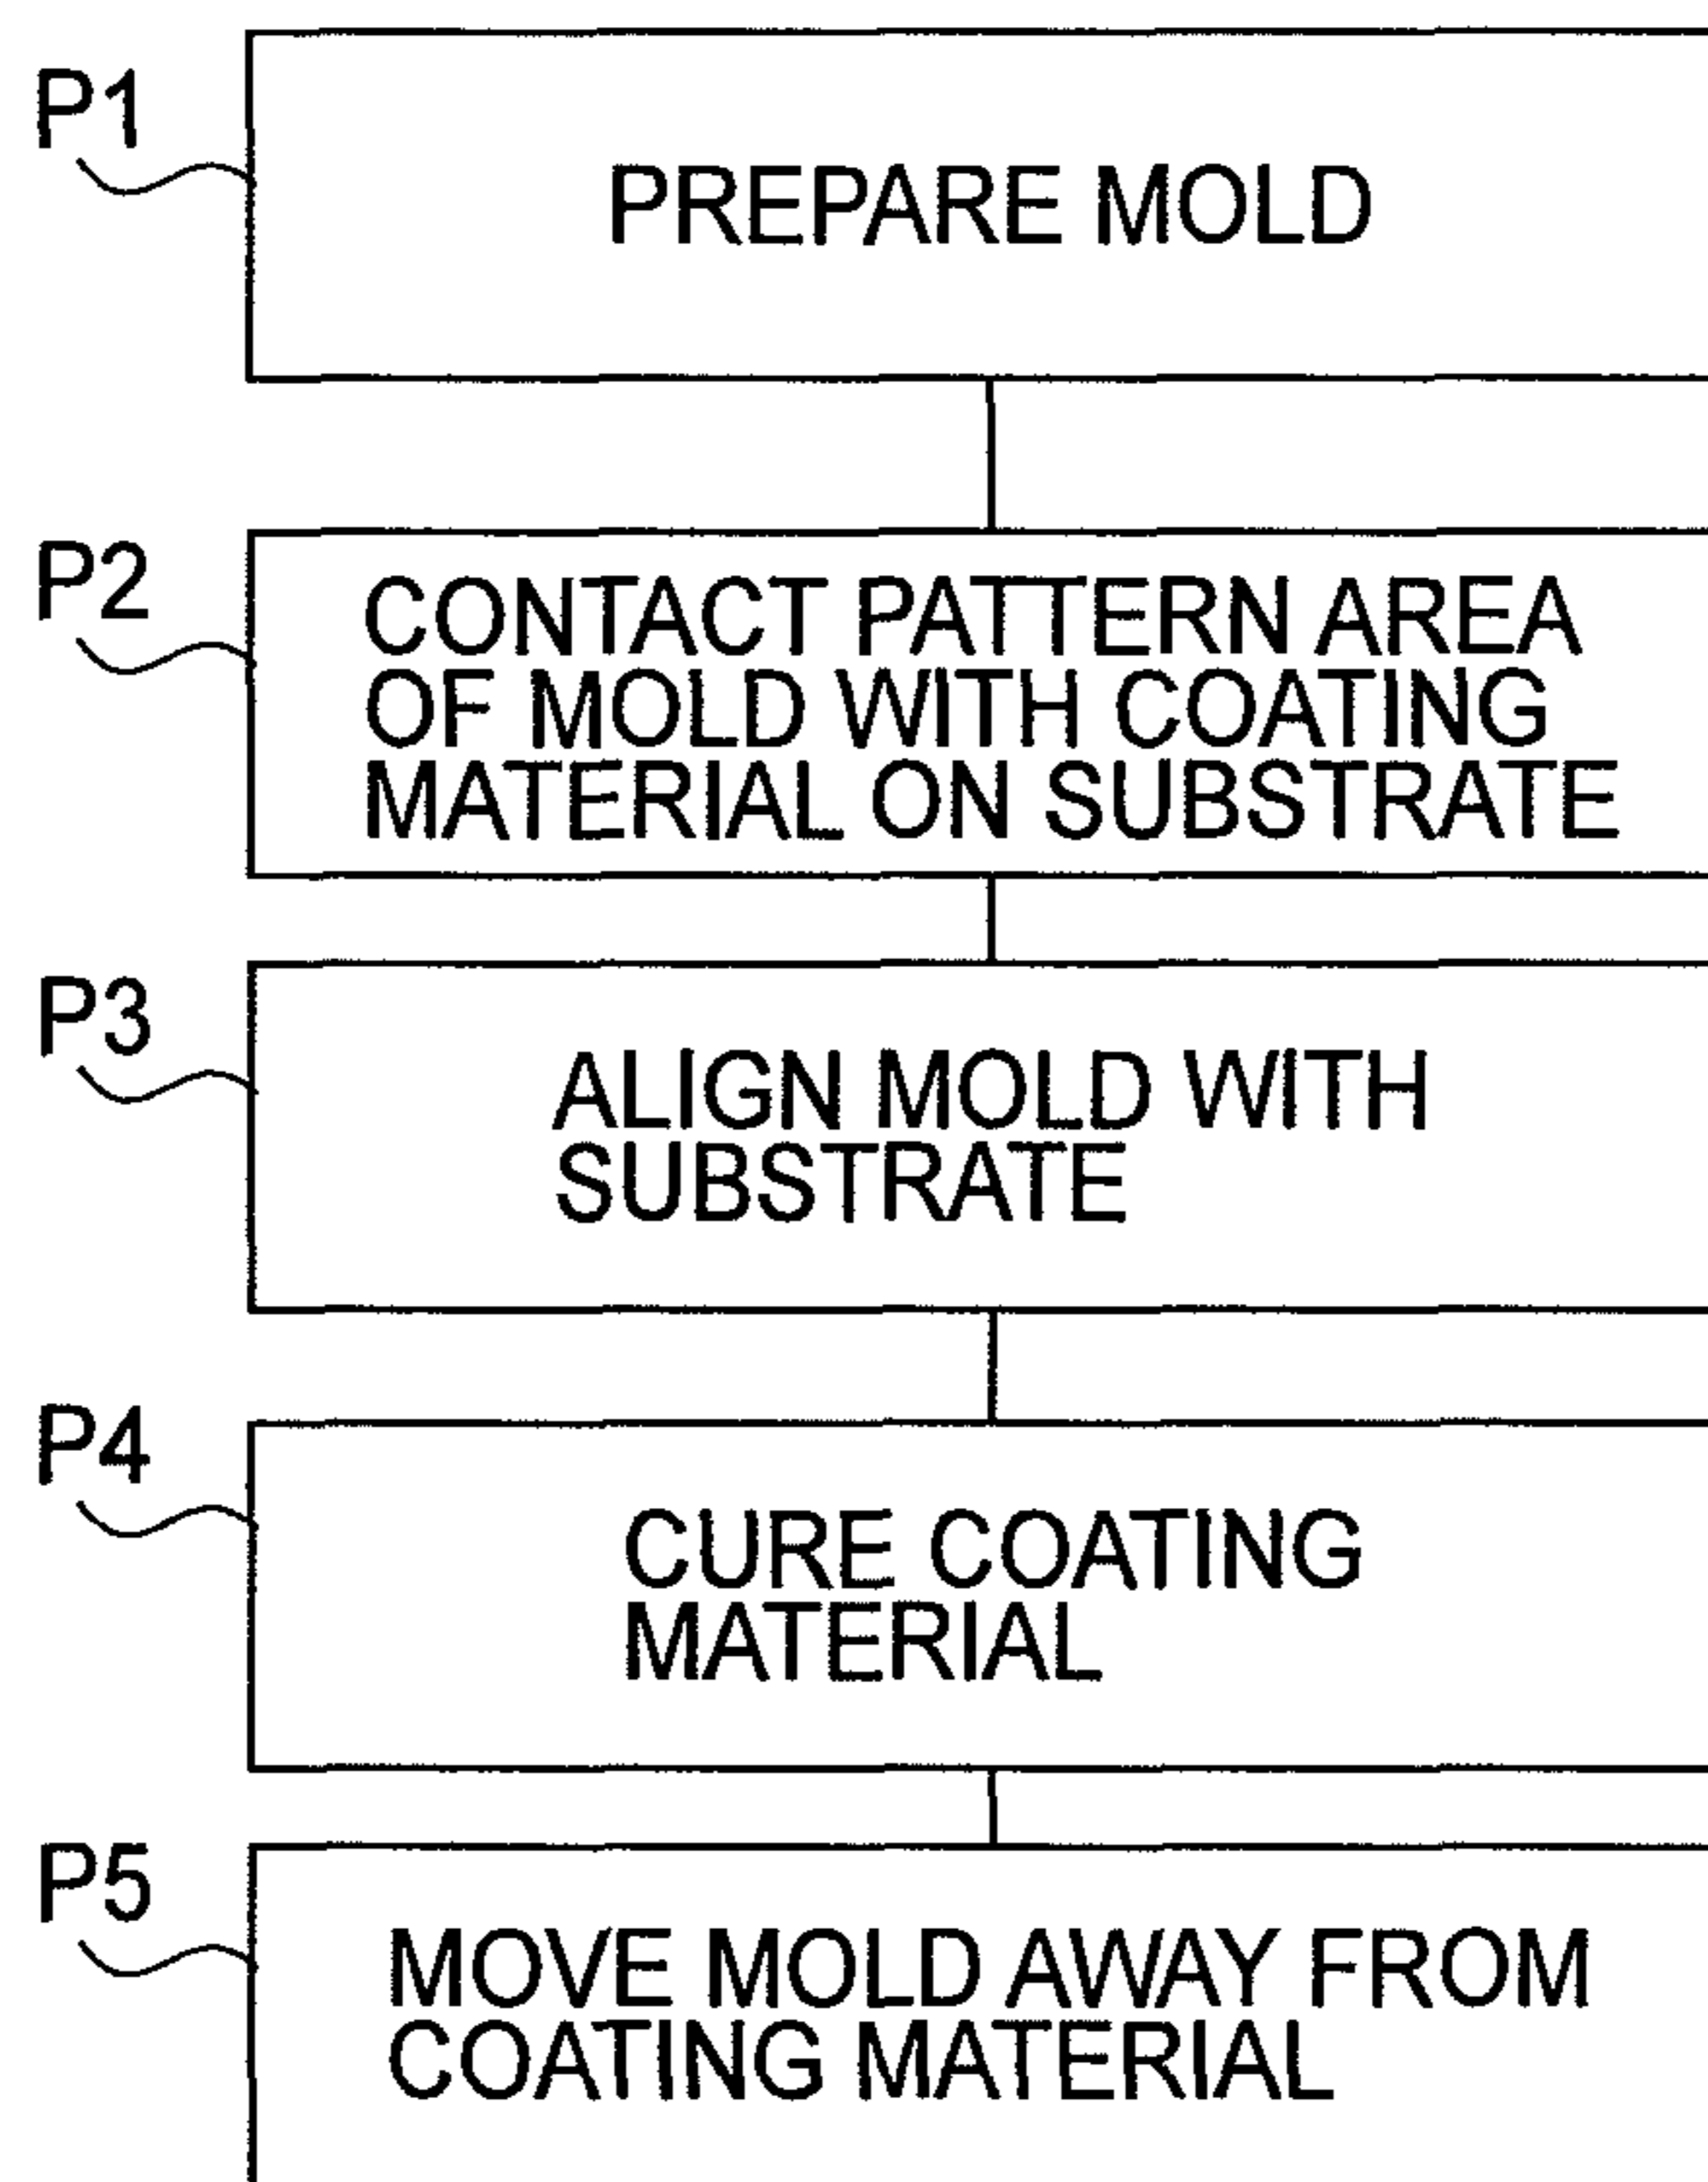 P1
PREPARE MOLD
P2
CONTACT PATTERN AREA
OF MOLD WITH COATING
MATERIAL ON SUBSTRATE
P3
ALIGN MOLD WITH
SUBSTRATE
P4
CURE COATING
MATERIAL
P5
MOVE MOLD AWAY FROM
COATING MATERIAL